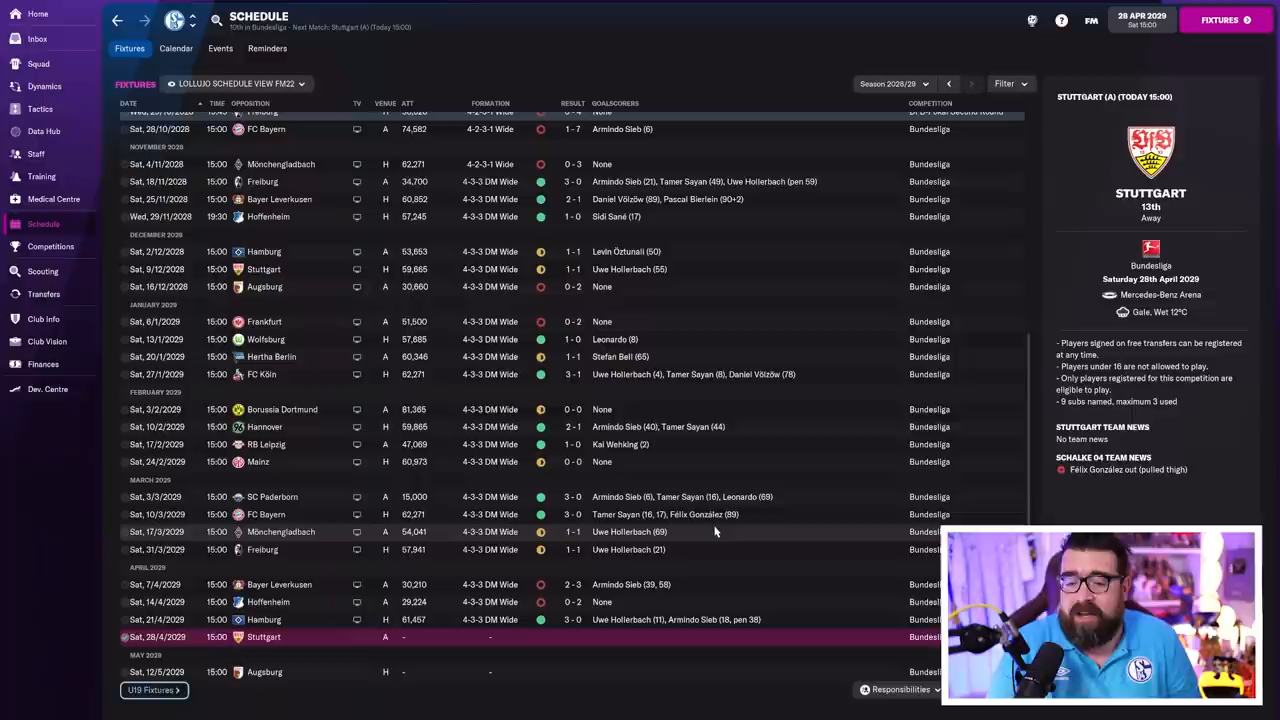 Home
Inbox
Squad
Dynamics
Tactics
Data Hub
Staff
Training
Medical Centre
Schedule
Competitions
Scouting
Transfers
Club Info
Club Vision
Finances
Dev. Centre
SCHEDULE
10th in Bundesliga - Next Match: Stuttgart (A) (Today 15:00)
FM
28 APR 2029
Sat 15:00
FIXTURES
Fixtures Calendar Events Reminders
FIXTURES LOLLUJO SCHEDULE VIEW FM22 Season 2028/29 Filter
DATE TIME OPPOSITION TV VENUE ATT FORMATION RESULT GOALSCORERS COMPETITION
Sat, 28/10/2028 15:00 FC Bayern A 74,582 4-2-3-1 Wide 1 - 7 Armindo Sieb (6) Bundesliga
NOVEMBER 2028
Sat, 4/11/2028 15:00 Mönchengladbach H 62,271 4-2-3-1 Wide 0 - 3 None Bundesliga
Sat, 18/11/2028 15:00 Freiburg A 34,700 4-3-3 DM Wide 3 - 0 Armindo Sieb (21), Tamer Sayan (49), Uwe Hollerbach (pen 59) Bundesliga
Sat, 25/11/2028 15:00 Bayer Leverkusen H 60,852 4-3-3 DM Wide 2 - 1 Daniel Völzöw (89), Pascal Bierlein (90+2) Bundesliga
Wed, 29/11/2028 19:30 Hoffenheim H 57,245 4-3-3 DM Wide 1 - 0 Sidi Sané (17) Bundesliga
DECEMBER 2028
Sat, 2/12/2028 15:00 Hamburg A 53,653 4-3-3 DM Wide 1 - 1 Levin Öztunali (50) Bundesliga
Sat, 9/12/2028 15:00 Stuttgart H 59,665 4-3-3 DM Wide 1 - 1 Uwe Hollerbach (55) Bundesliga
Sat, 16/12/2028 15:00 Augsburg A 30,660 4-3-3 DM Wide 0 - 2 None Bundesliga
JANUARY 2029
Sat, 6/1/2029 15:00 Frankfurt A 51,500 4-3-3 DM Wide 0 - 2 None Bundesliga
Sat, 13/1/2029 15:00 Wolfsburg H 57,685 4-3-3 DM Wide 1 - 0 Leonardo (8) Bundesliga
Sat, 20/1/2029 15:00 Hertha Berlin A 60,346 4-3-3 DM Wide 1 - 1 Stefan Bell (65) Bundesliga
Sat, 27/1/2029 15:00 FC Köln H 62,271 4-3-3 DM Wide 3 - 1 Uwe Hollerbach (4), Tamer Sayan (8), Daniel Völzöw (78) Bundesliga
FEBRUARY 2029
Sat, 3/2/2029 15:00 Borussia Dortmund A 81,365 4-3-3 DM Wide 0 - 0 None Bundesliga
Sat, 10/2/2029 15:00 Hannover H 59,865 4-3-3 DM Wide 2 - 1 Armindo Sieb (40), Tamer Sayan (44) Bundesliga
Sat, 17/2/2029 15:00 RB Leipzig A 47,069 4-3-3 DM Wide 1 - 0 Kai Wehking (2) Bundesliga
Sat, 24/2/2029 15:00 Mainz H 60,973 4-3-3 DM Wide 0 - 0 None Bundesliga
MARCH 2029
Sat, 3/3/2029 15:00 SC Paderborn A 15,000 4-3-3 DM Wide 3 - 0 Armindo Sieb (6), Tamer Sayan (16), Leonardo (69) Bundesliga
Sat, 10/3/2029 15:00 FC Bayern H 62,271 4-3-3 DM Wide 3 - 0 Tamer Sayan (16, 17), Félix González (89) Bundesliga
Sat, 17/3/2029 15:00 Mönchengladbach A 54,041 4-3-3 DM Wide 1 - 1 Uwe Hollerbach (69) Bundesliga
Sat, 31/3/2029 15:00 Freiburg H 57,941 4-3-3 DM Wide 1 - 1 Uwe Hollerbach (21) Bundesliga
APRIL 2029
Sat, 7/4/2029 15:00 Bayer Leverkusen A 30,210 4-3-3 DM Wide 2 - 3 Armindo Sieb (39, 58)
Sat, 14/4/2029 15:00 Hoffenheim A 29,224 4-3-3 DM Wide 0 - 2 None
Sat, 21/4/2029 15:00 Hamburg H 61,457 4-3-3 DM Wide 3 - 0 Uwe Hollerbach (11), Armindo Sieb (18, pen 38)
Sat, 28/4/2029 15:00 Stuttgart A - -
MAY 2029
Sat, 12/5/2029 15:00 Augsburg H - -
U19 Fixtures > Responsibilities
STUTTGART (A) (TODAY 15:00)
STUTTGART
13th
Away
Bundesliga
Saturday 28th April 2029
Mercedes-Benz Arena
Gale, Wet 12°C
- Players signed on free transfers can be registered
at any time.
- Players under 16 are not allowed to play.
- Only players registered for this competition are
eligible to play.
- 9 subs named, maximum 3 used
STUTTGART TEAM NEWS
No team news
SCHALKE 04 TEAM NEWS
Félix González out (pulled thigh)